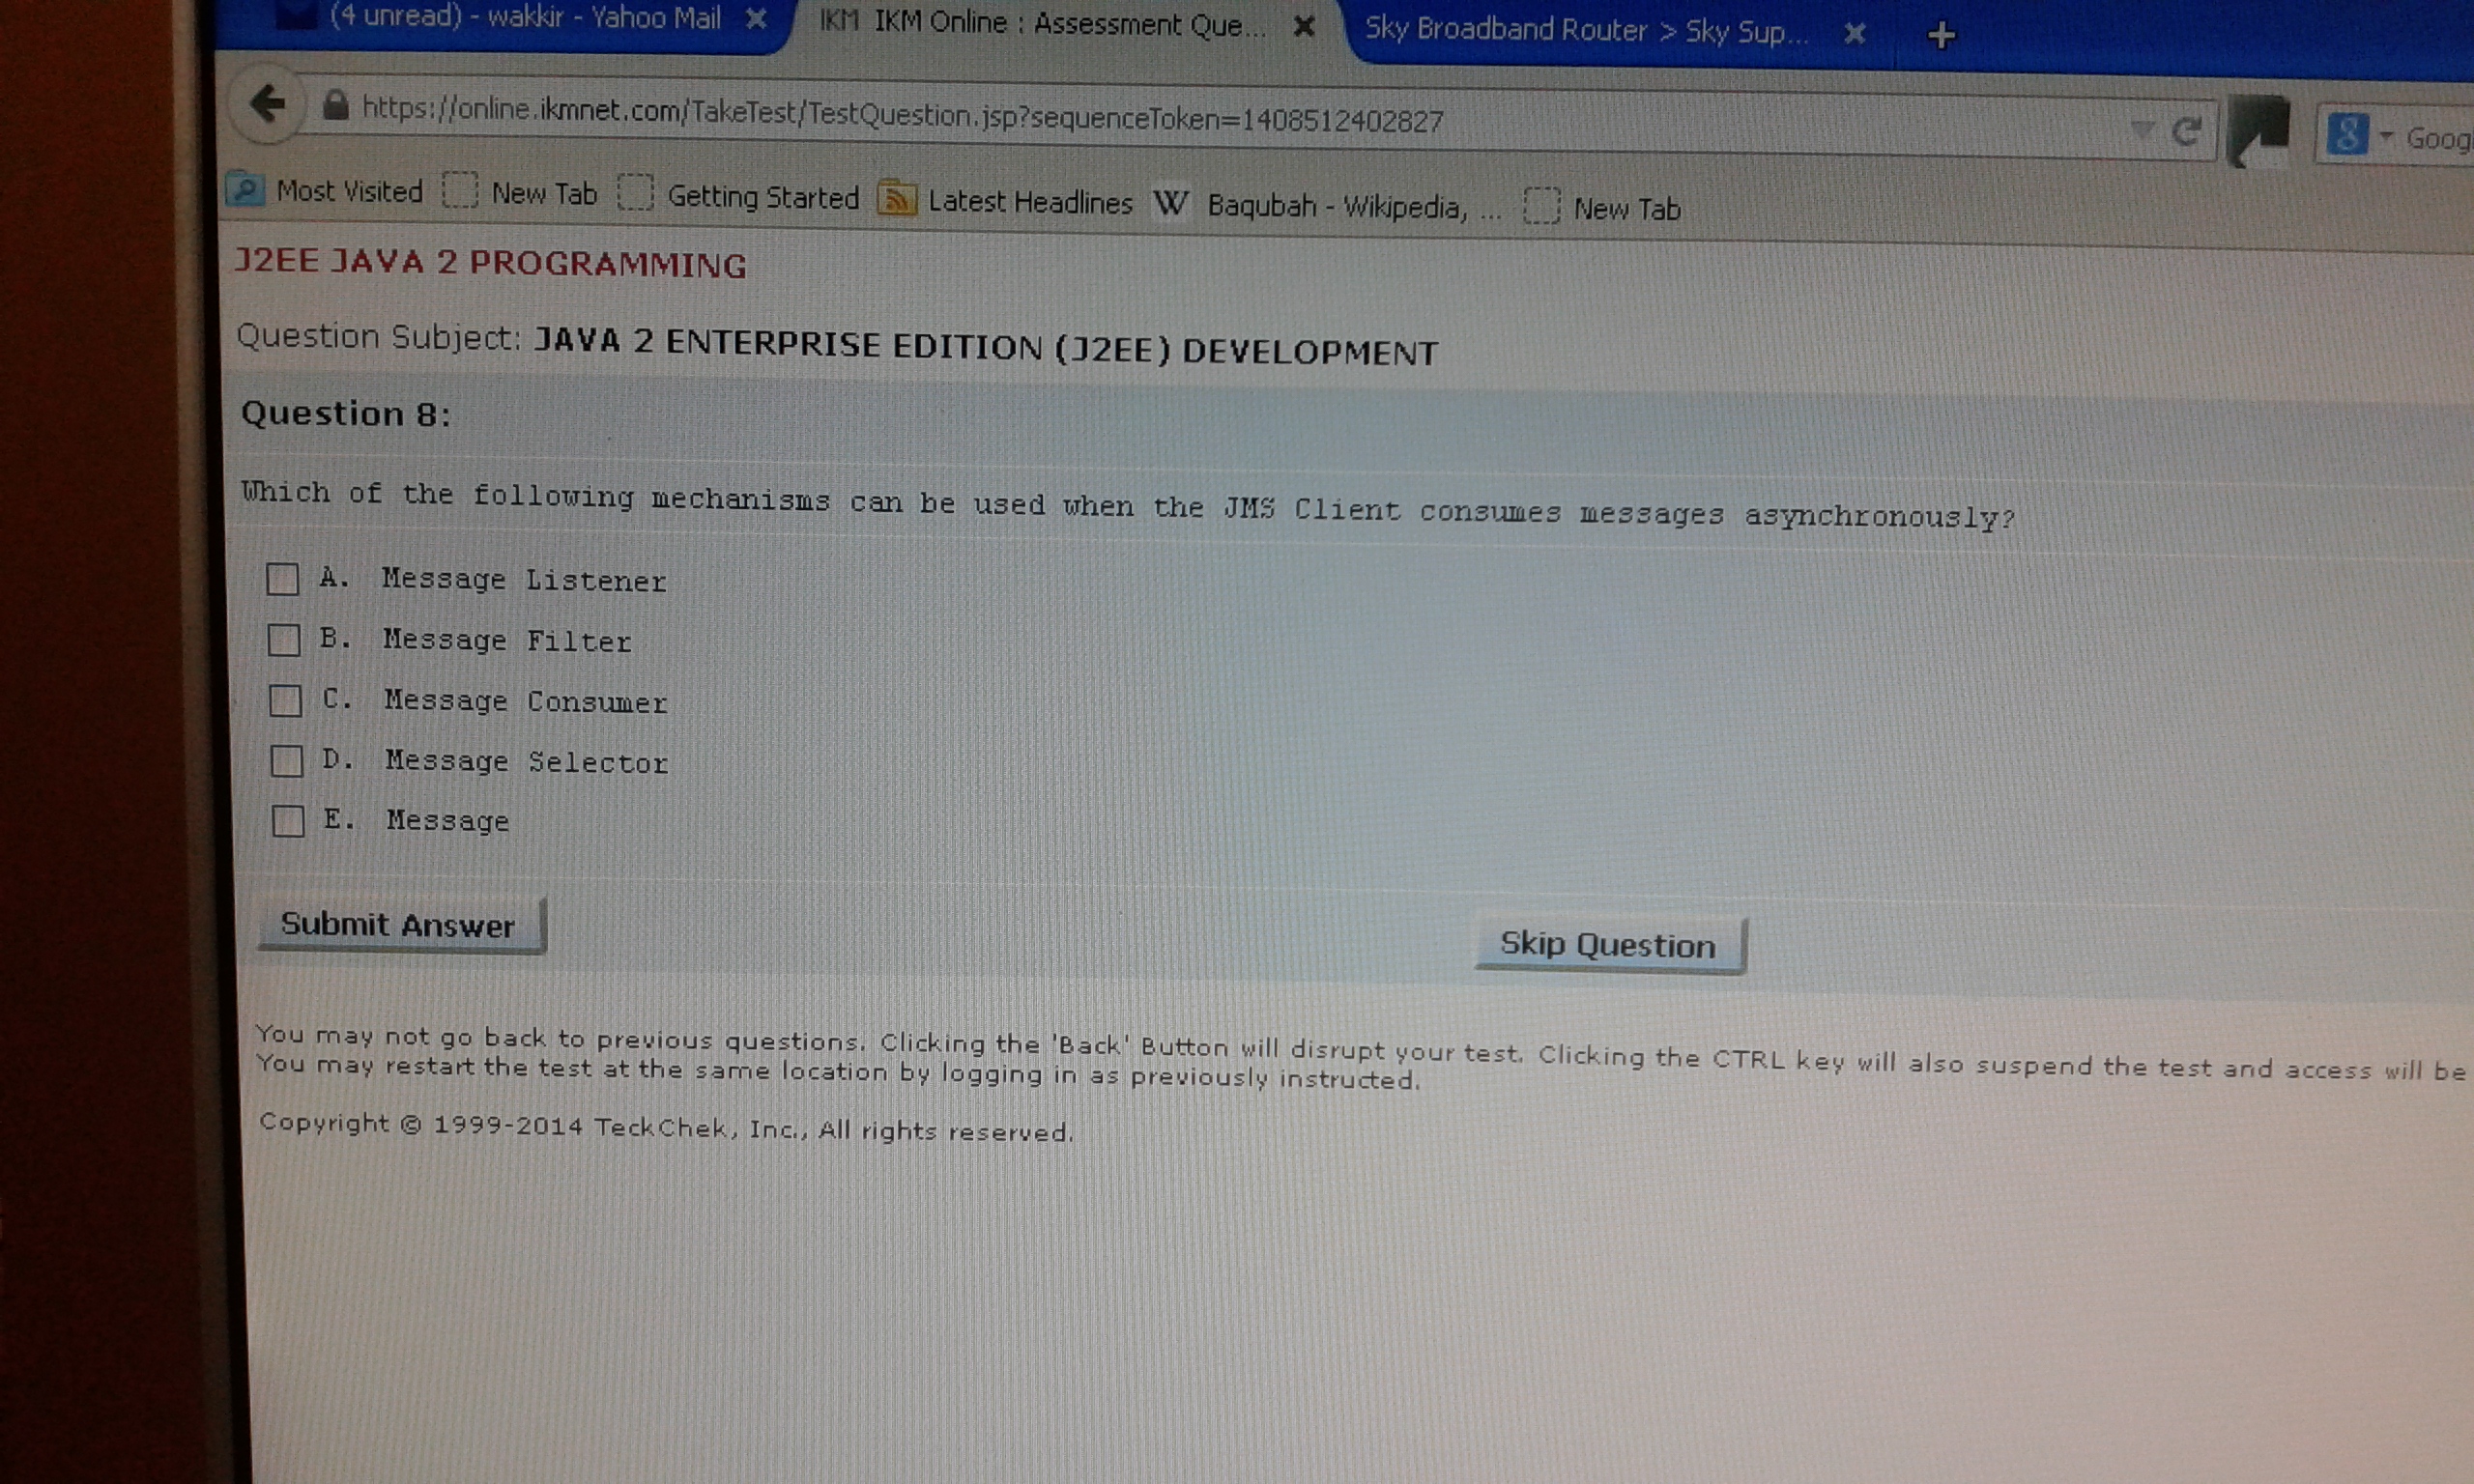 (4 unread) - wakkir - Yahoo Mail
IKM IKM Online : Assessment Que...
Sky Broadband Router > Sky Sup...
https://online.ikmnet.com/TakeTest/TestQuestion.jsp?sequenceToken=1408512402827
8 Goog
Most Visited New Tab Getting Started Latest Headlines W Baqubah - Wikipedia, ... New Tab
J2EE JAVA 2 PROGRAMMING
Question Subject: JAVA 2 ENTERPRISE EDITION (J2EE) DEVELOPMENT
Question 8:
Which of the following mechanisms can be used when the JMS Client consumes messages asynchronously?
A. Message Listener
B. Message Filter
C. Message Consumer
D. Message Selector
E. Message
Submit Answer
Skip Question
You may not go back to previous questions. Clicking the 'Back' Button will disrupt your test. Clicking the CTRL key will also suspend the test and access will be
You may restart the test at the same location by logging in as previously instructed.
Copyright © 1999-2014 TeckChek, Inc., All rights reserved.